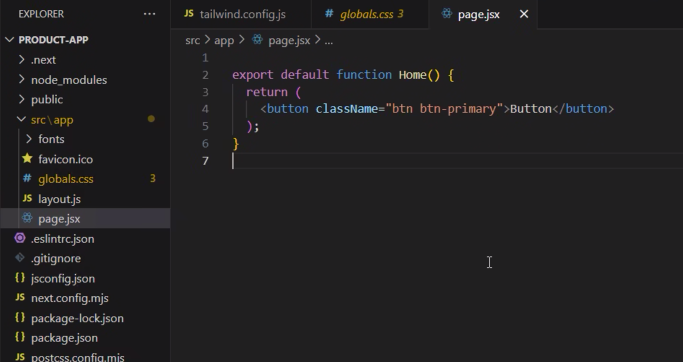 EXPLORER ...
PRODUCT-APP
.next
node_modules
public
src\app
fonts
favicon.ico
# globals.css 3
JS layout.js
page.jsx
.eslintrc.json
.gitignore
{} jsconfig.json
JS next.config.mjs
{} package-lock.json
{} package.json
JS postcss.config.mjs
JS tailwind.config.js # globals.css 3 page.jsx ×
src > app > page.jsx > ...
1
2 export default function Home() {
3 return (
4 <button className="btn btn-primary">Button</button>
5 );
6 }
7